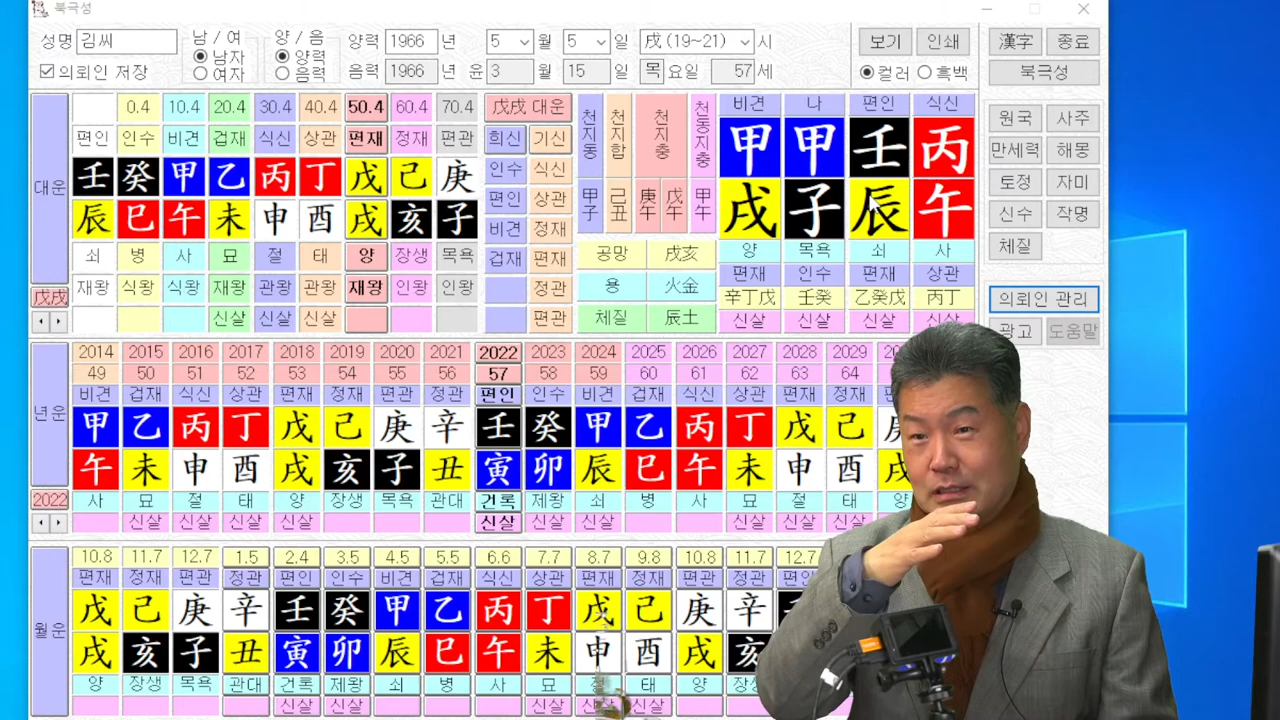 북극성
성명 김씨 남 / 여 양 / 음 양력 1966 년 5 월 5 일 戌 (19~21) 시 보기 인쇄 漢字 종료
남자 양력
의뢰인 저장 여자 음력 음력 1966 년 윤 3 월 15 일 목 요일 57 세 컬러 흑백 북극성
대운
0.4 10.4 20.4 30.4 40.4 50.4 60.4 70.4 戊戌 대운
편인 인수 비견 겁재 식신 상관 편재 정재 편관 희신 기신
壬 癸 甲 乙 丙 丁 戊 己 庚 인수 식신
辰 巳 午 未 申 酉 戌 亥 子 편인 상관
비견 정재
쇠 병 사 묘 절 태 양 장생 목욕 겁재 편재
재왕 식왕 식왕 재왕 관왕 관왕 재왕 인왕 인왕 정관
신살 신살 신살 편관
戊戌
천지동 천지합 천지충 천동지충
甲子 己丑 庚午 戊午 甲午
공망 戌亥
용 火金
체질 辰土
비견 나 편인 식신
甲 甲 壬 丙
戌 子 辰 午
양 목욕 쇠 사
편재 인수 편재 상관
辛丁戊 壬癸 乙癸戊 丙丁
신살 신살 신살 신살
원국 사주
만세력 해몽
토정 자미
신수 작명
체질
의뢰인 관리
광고 도움말
년운
2014 2015 2016 2017 2018 2019 2020 2021 2022 2023 2024 2025 2026 2027 2028 2029
49 50 51 52 53 54 55 56 57 58 59 60 61 62 63 64
비견 겁재 식신 상관 편재 정재 편관 정관 편인 인수 비견 겁재 식신 상관 편재 정재
甲 乙 丙 丁 戊 己 庚 辛 壬 癸 甲 乙 丙 丁 戊 己
午 未 申 酉 戌 亥 子 丑 寅 卯 辰 巳 午 未 申 酉
2022 사 묘 절 태 양 장생 목욕 관대 건록 제왕 쇠 병 사 묘 절 태 양
신살 신살 신살 신살 신살 신살 신살 신살 신살
월운
10.8 11.7 12.7 1.5 2.4 3.5 4.5 5.5 6.6 7.7 8.7 9.8 10.8 11.7 12.7
편재 정재 편관 정관 편인 인수 비견 겁재 식신 상관 편재 정재 편관 정관
戊 己 庚 辛 壬 癸 甲 乙 丙 丁 戊 己 庚 辛
戌 亥 子 丑 寅 卯 辰 巳 午 未 申 酉 戌 亥
양 장생 목욕 관대 건록 제왕 쇠 병 사 묘 절 태 양
신살 신살 신살 신살 신살